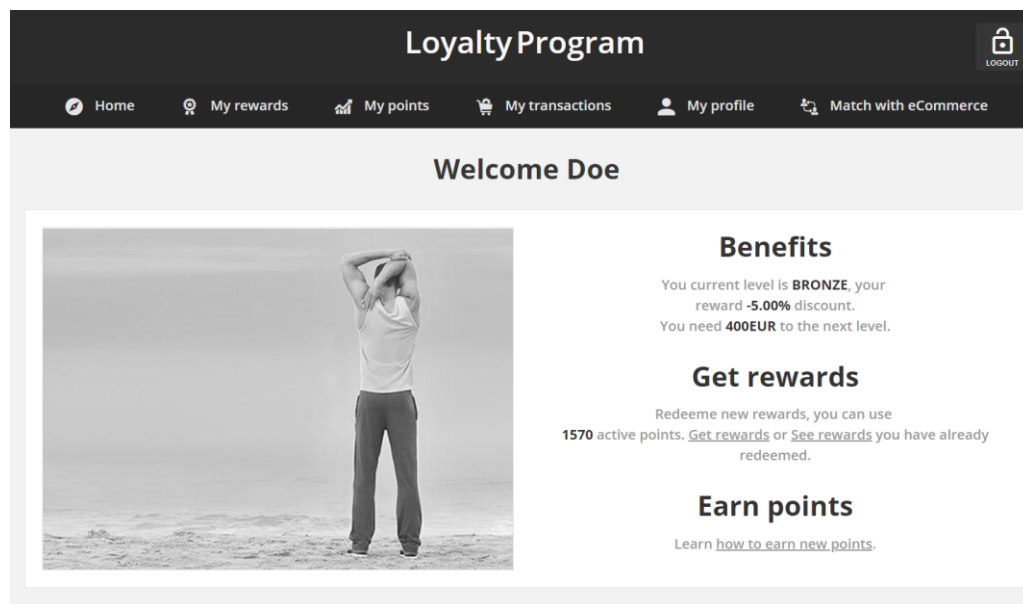 Loyalty Program
LOGOUT
Home My rewards My points My transactions My profile Match with eCommerce
Welcome Doe
Benefits
You current level is BRONZE, your
reward -5.00% discount.
You need 400EUR to the next level.
Get rewards
Redeeme new rewards, you can use
1570 active points. Get rewards or See rewards you have already
redeemed.
Earn points
Learn how to earn new points.